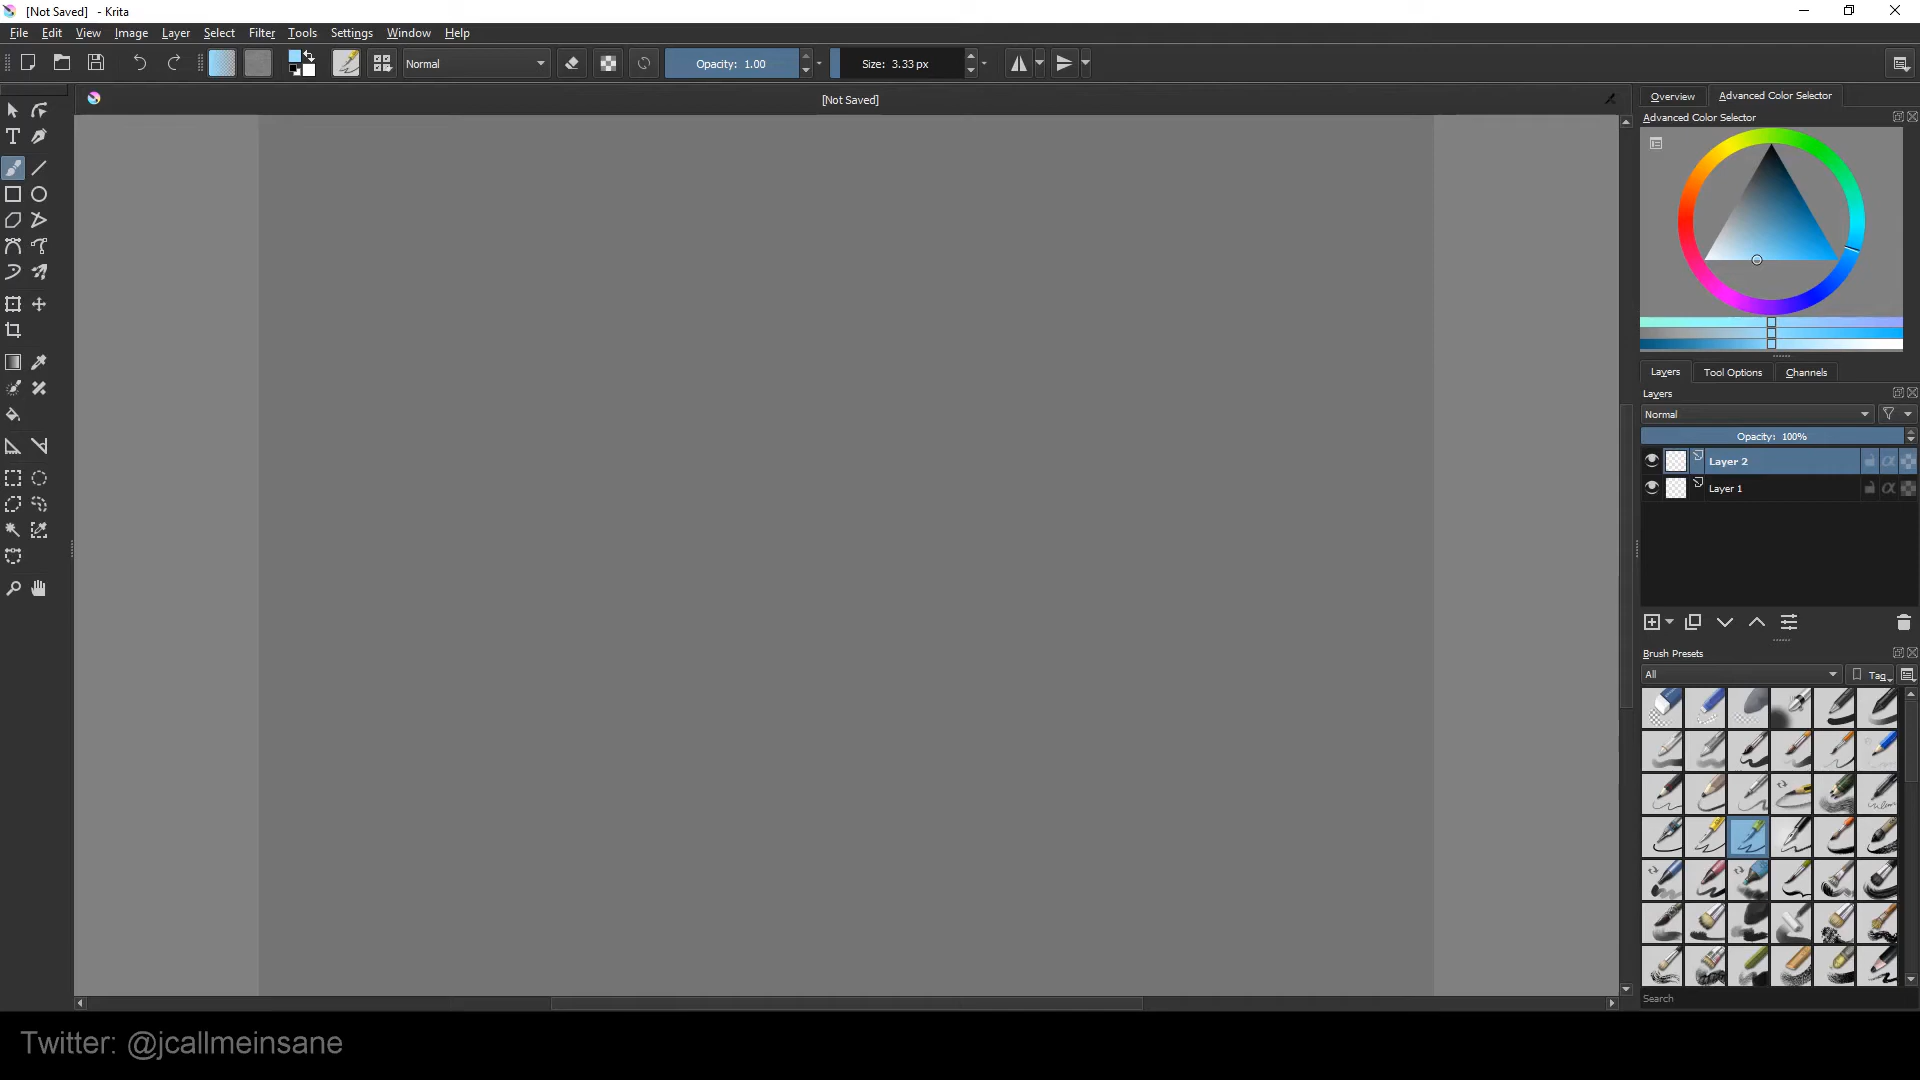 [Not Saved] - Krita
File Edit View Image Layer Select Filter Tools Settings Window Help
Normal Opacity: 1.00 Size: 3.33 px
[Not Saved]
Overview Advanced Color Selector
Advanced Color Selector
Layers Tool Options Channels
Layers
Normal
Opacity: 100%
Layer 2
Layer 1
Brush Presets
All Tag
Search
Twitter: @jcallmeinsane